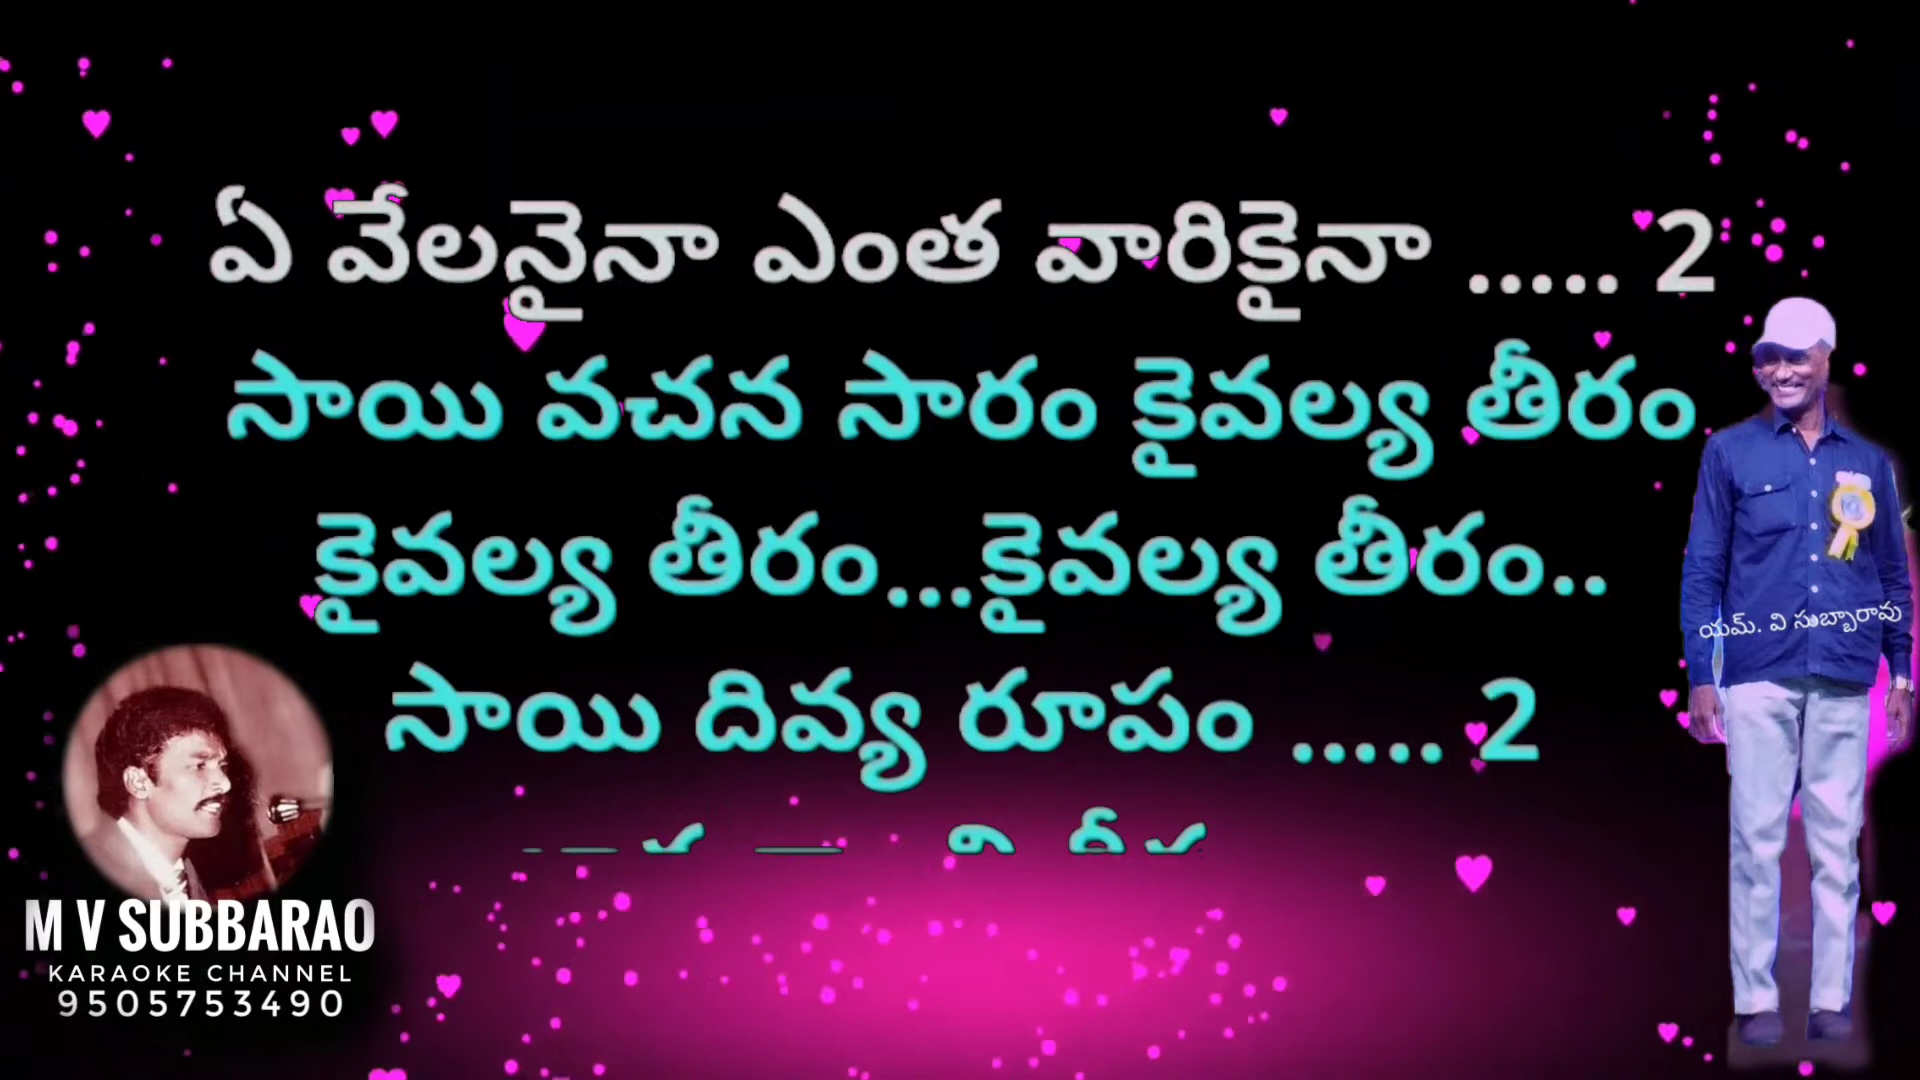 ఏ వేలనైనా ఎంత వారికైనా ..... 2
సాయి వచన సారం కైవల్య తీరం
కైవల్య తీరం...కైవల్య తీరం..
సాయి దివ్య రూపం ..... 2
యమ్. వి సుబ్బారావు
M V SUBBARAO
KARAOKE CHANNEL
9505753490